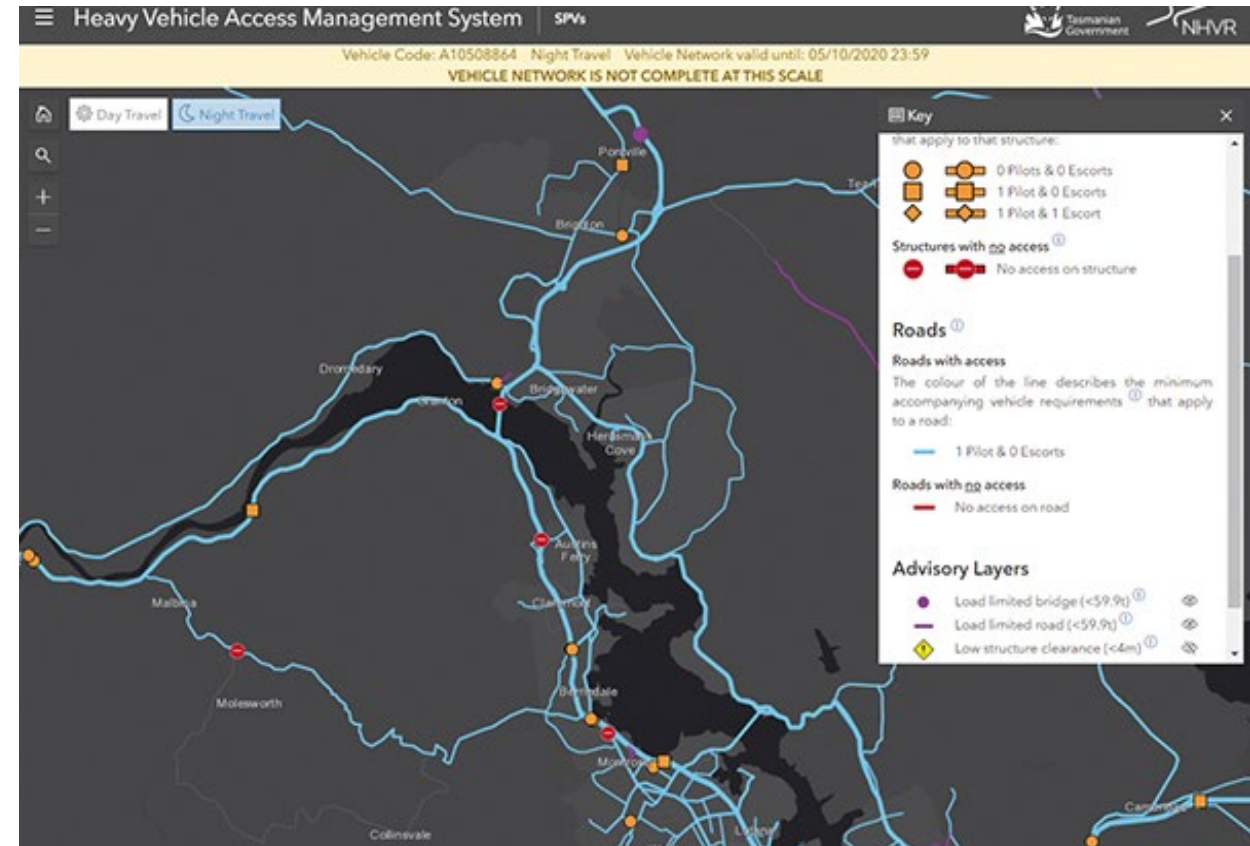 Heavy Vehicle Access Management System
SPVs
Tasmanian
Government
NHVR
Vehicle Code: A10508864 Night Travel Vehicle Network valid until: 05/10/2020 23:59
VEHICLE NETWORK IS NOT COMPLETE AT THIS SCALE
Day Travel
Night Travel
Key
that apply to that structure:
0 Pilots & 0 Escorts
1 Pilot & 0 Escorts
1 Pilot & 1 Escort
Structures with no access
No access on structure
Roads
Roads with access
The colour of the line describes the minimum
accompanying vehicle requirements that apply
to a road:
1 Pilot & 0 Escorts
Roads with no access
No access on road
Advisory Layers
Load limited bridge (<59.9t)
Load limited road (<59.9t)
Low structure clearance (<4m)
Pontville
Brighton
Dromedary
Bridgewater
Granton
Herdsmans
Cove
Austins
Ferry
Claremont
Malbina
Berriedale
Molesworth
Montrose
Collinsvale
Lutana
Cambridge